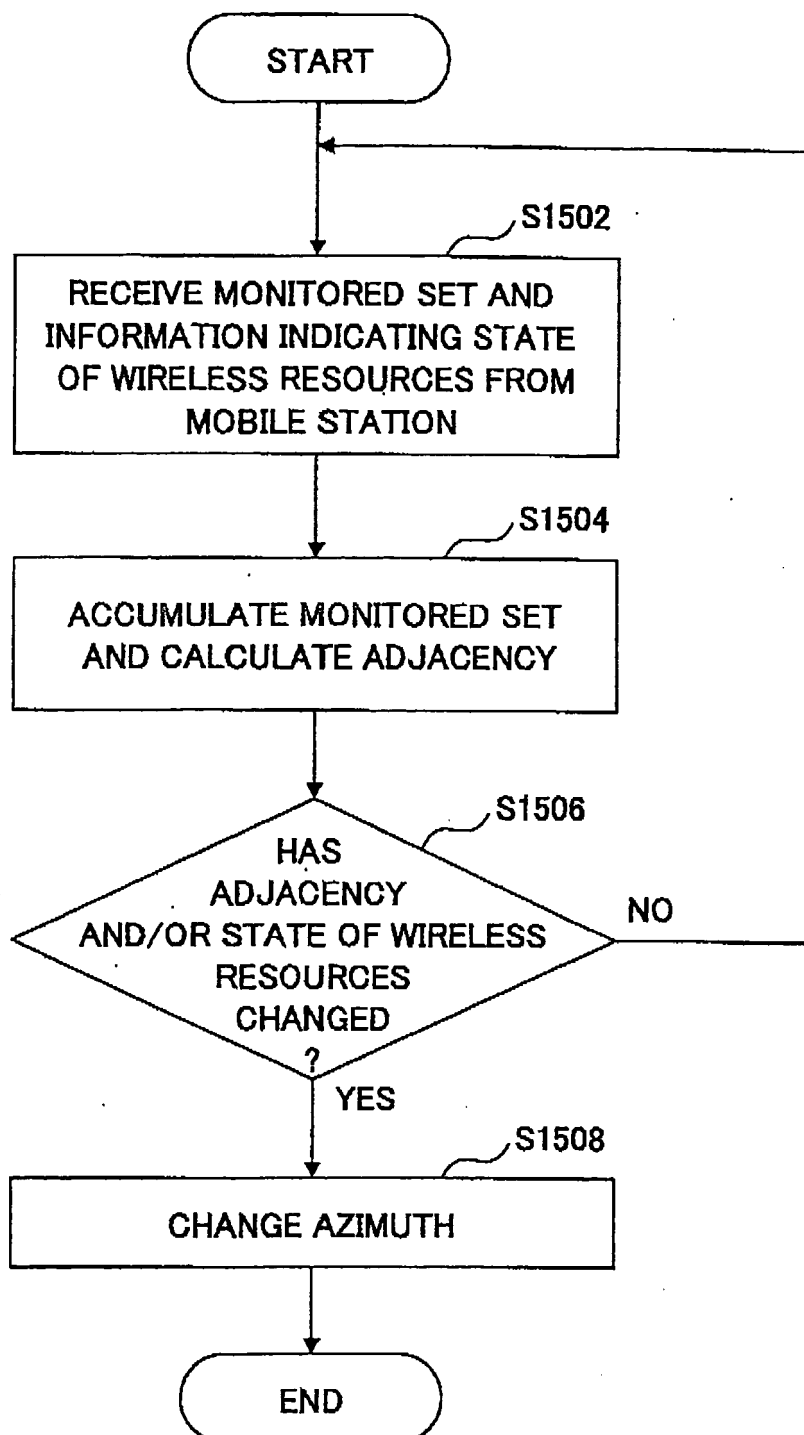 START
S1502
RECEIVE MONITORED SET AND
INFORMATION INDICATING STATE
OF WIRELESS RESOURCES FROM
MOBILE STATION
S1504
ACCUMULATE MONITORED SET
AND CALCULATE ADJACENCY
S1506
HAS
ADJACENCY
AND/OR STATE OF WIRELESS
RESOURCES
CHANGED
?
NO
YES
S1508
CHANGE AZIMUTH
END